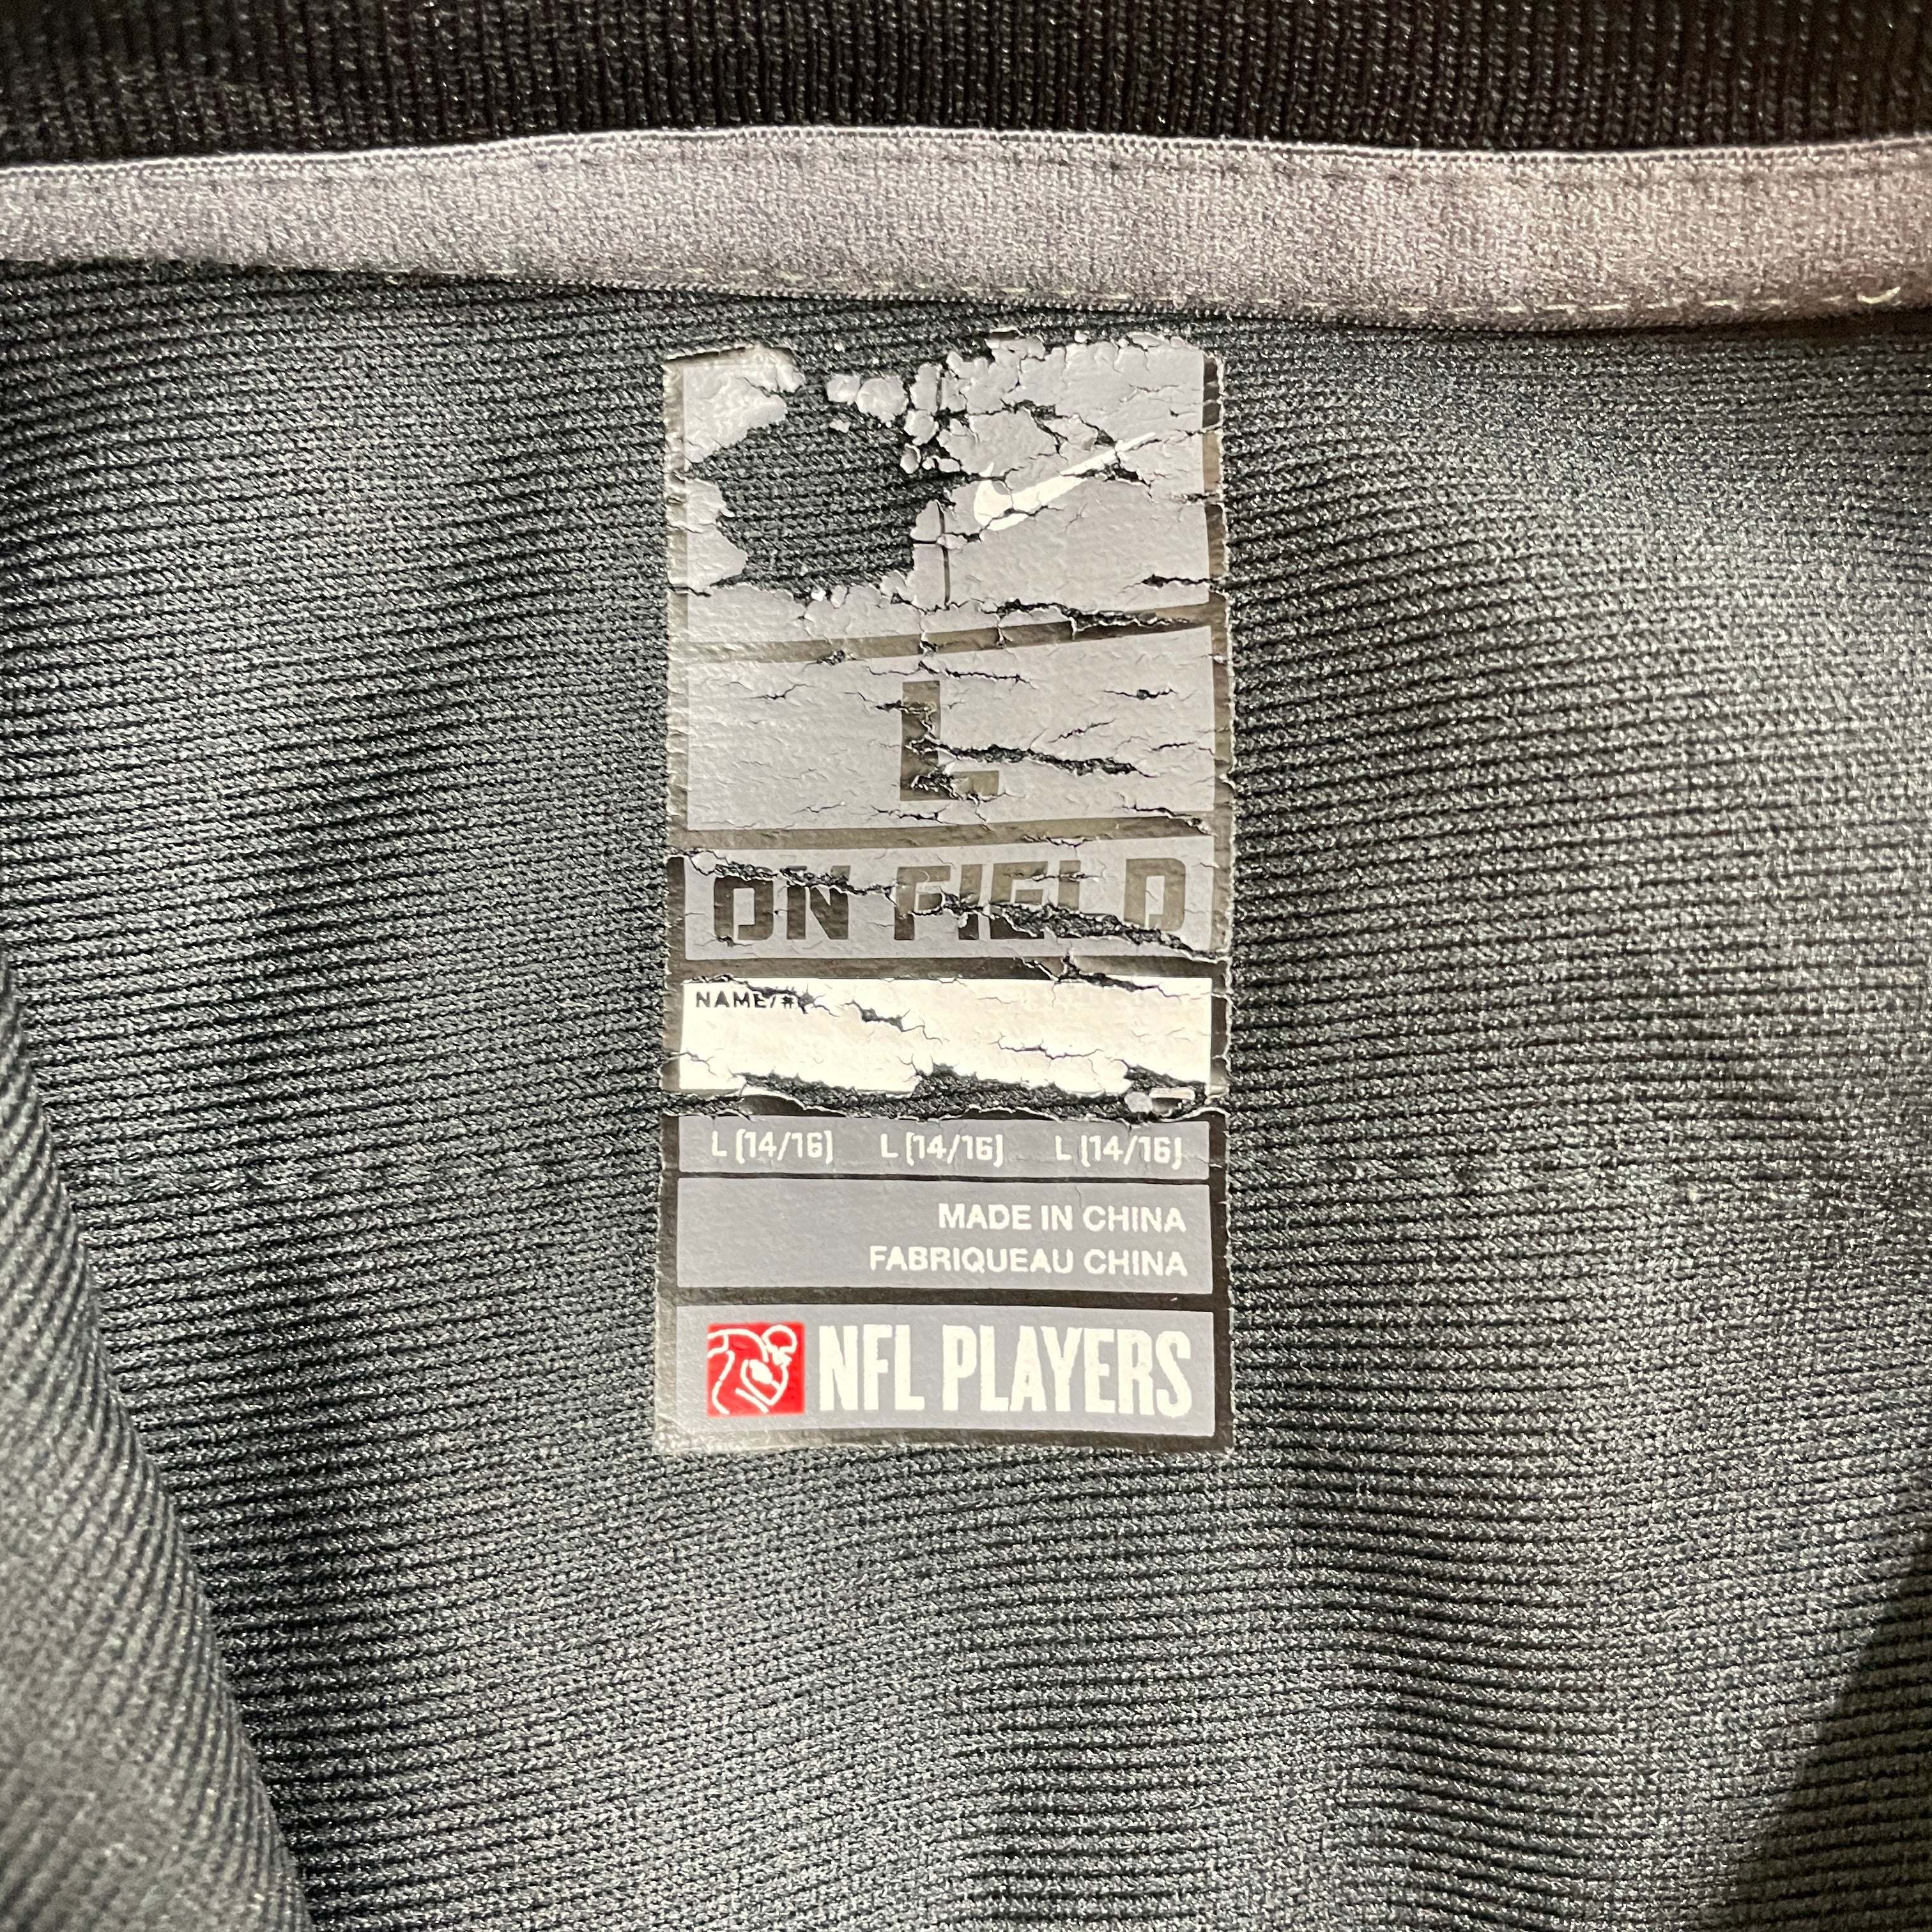 L
ON FIELD
NAME/#
L (14/16) L (14/16) L (14/16)
MADE IN CHINA
FABRIQUEAU CHINA
NFL PLAYERS